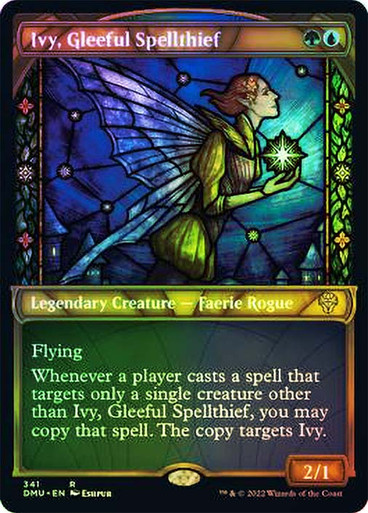 Ivy, Gleeful Spellthief
Legendary Creature — Faerie Rogue
Flying
Whenever a player casts a spell that
targets only a single creature other
than Ivy, Gleeful Spellthief, you may
copy that spell. The copy targets Ivy.
341 R
DMU • EN Esupur
2/1
™ & © 2022 Wizards of the Coast